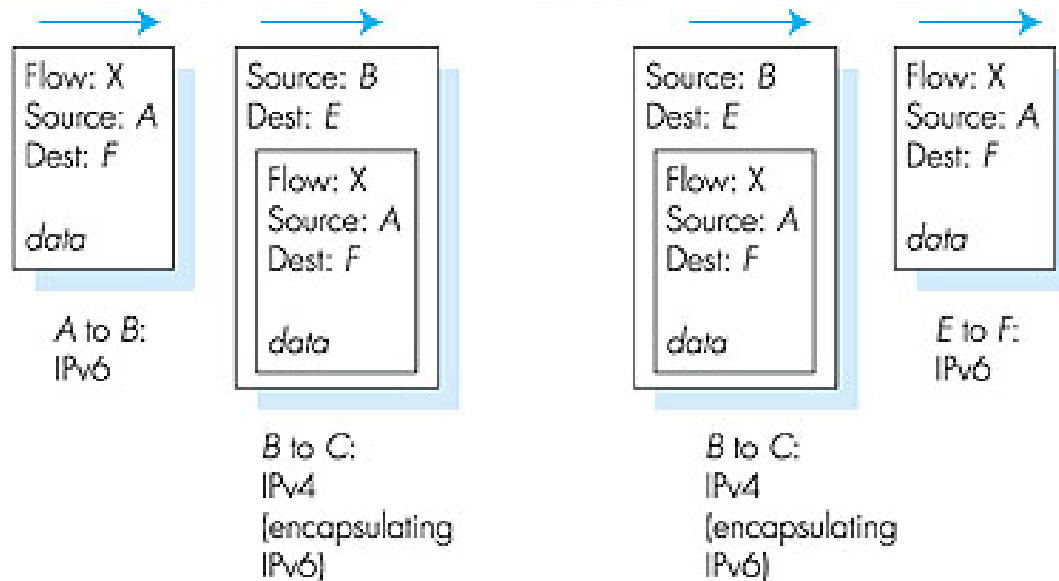 Flow: X
Source: A
Dest: F
data
A to B:
IPv6
Source: B
Dest: E
Flow: X
Source: A
Dest: F
data
B to C:
IPv4
(encapsulating
IPv6)
Source: B
Dest: E
Flow: X
Source: A
Dest: F
data
B to C:
IPv4
(encapsulating
IPv6)
Flow: X
Source: A
Dest: F
data
E to F:
IPv6